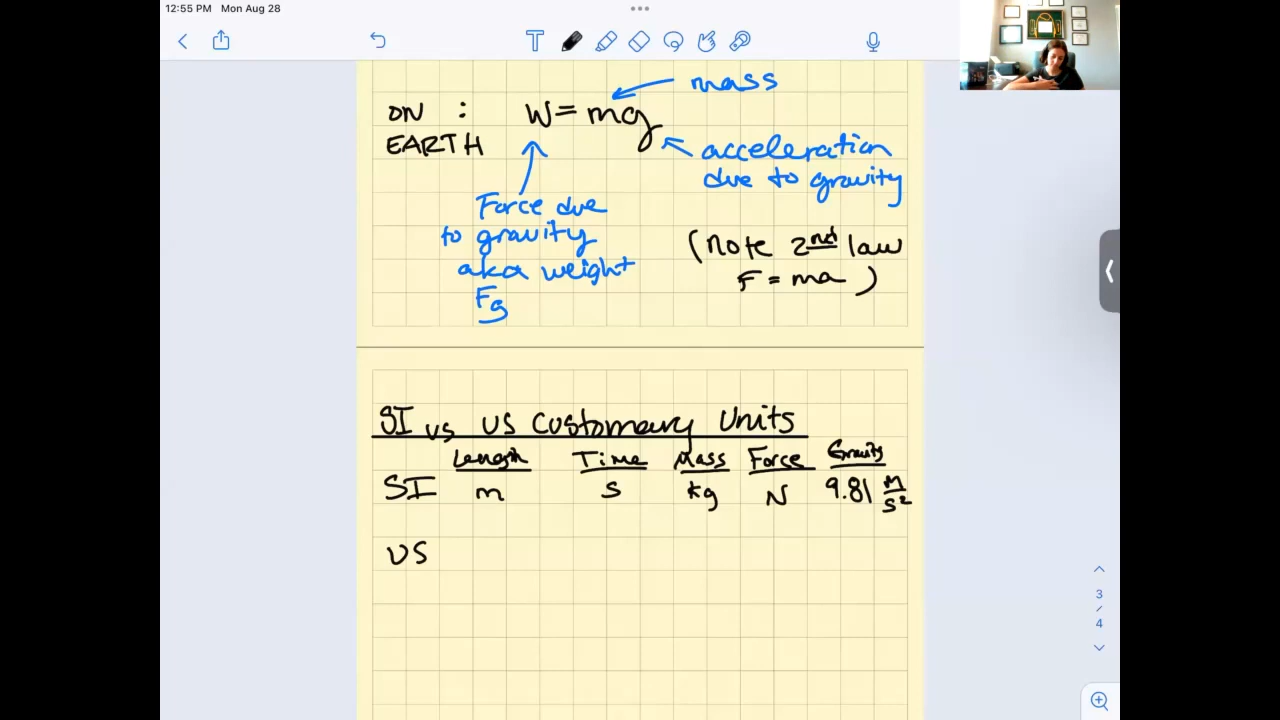 12:55 PM Mon Aug 28
mass
ON : W = mg
EARTH
acceleration
due to gravity
Force due
to gravity
aka weight
Fg
(note 2nd law
F = ma)
SI vs US Customary Units
Length Time Mass Force Gravity
SI m s kg N 9.81 m/s²
US
3
/
4